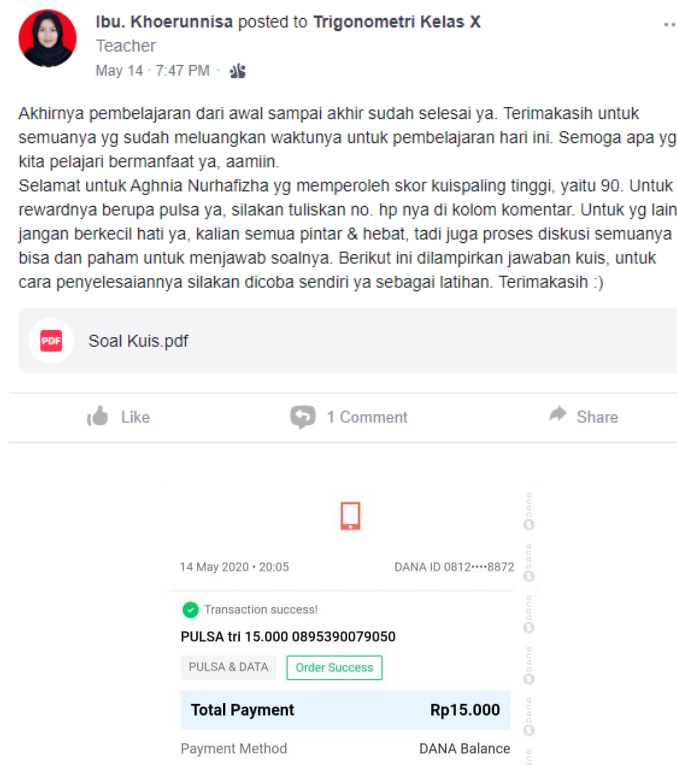 Ibu. Khoerunnisa posted to Trigonometri Kelas X
Teacher
May 14 · 7:47 PM ·
Akhirnya pembelajaran dari awal sampai akhir sudah selesai ya. Terimakasih untuk
semuanya yg sudah meluangkan waktunya untuk pembelajaran hari ini. Semoga apa yg
kita pelajari bermanfaat ya, aamiin.
Selamat untuk Aghnia Nurhafizha yg memperoleh skor kuispaling tinggi, yaitu 90. Untuk
rewardnya berupa pulsa ya, silakan tuliskan no. hp nya di kolom komentar. Untuk yg lain
jangan berkecil hati ya, kalian semua pintar & hebat, tadi juga proses diskusi semuanya
bisa dan paham untuk menjawab soalnya. Berikut ini dilampirkan jawaban kuis, untuk
cara penyelesaiannya silakan dicoba sendiri ya sebagai latihan. Terimakasih :)
PDF
Soal Kuis.pdf
Like
1 Comment
Share
14 May 2020 • 20:05
DANA ID 0812••••8872
Transaction success!
PULSA tri 15.000 0895390079050
PULSA & DATA
Order Success
Total Payment
Rp15.000
Payment Method
DANA Balance
DANA
DANA
DANA
DANA
DANA